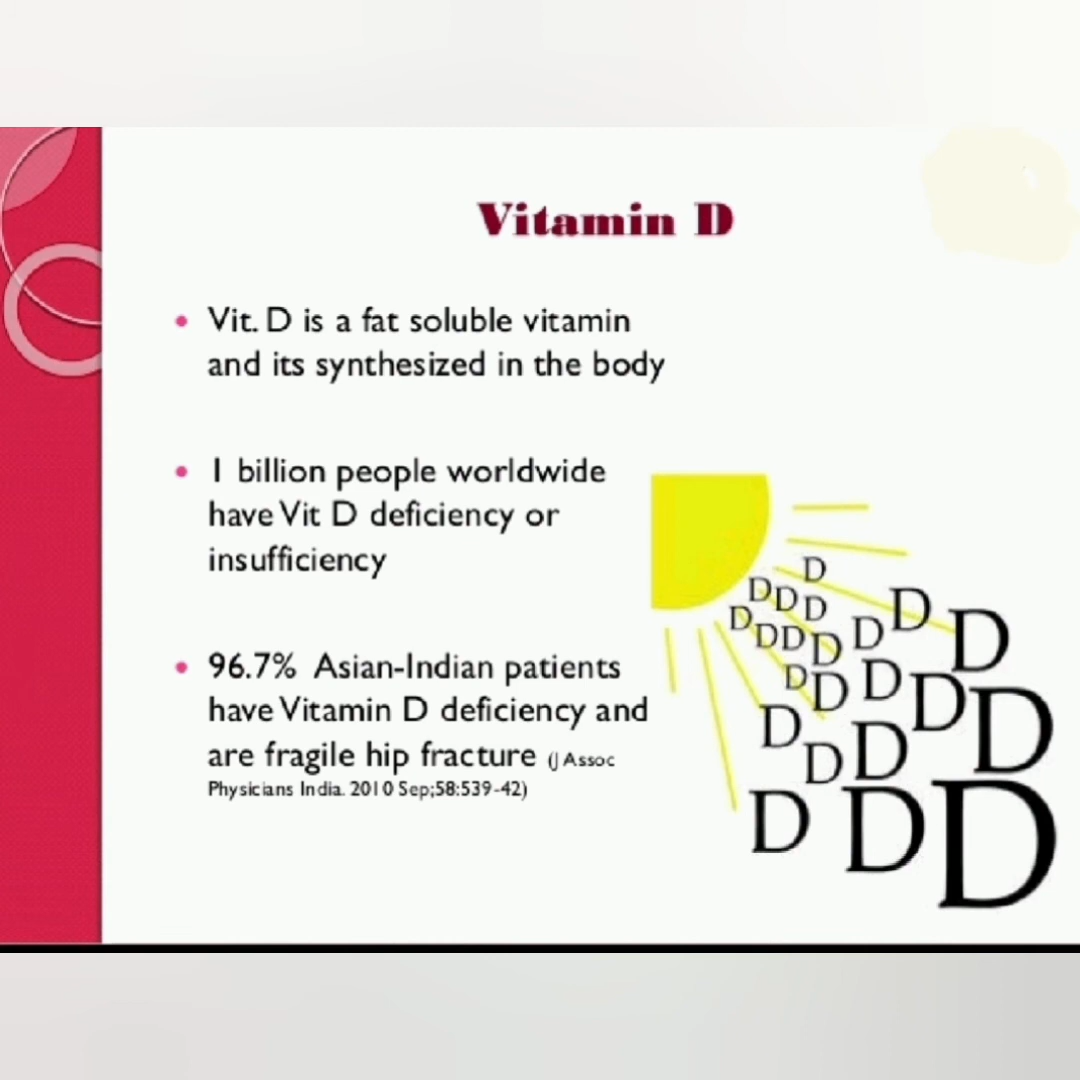 Vitamin D
Vit. D is a fat soluble vitamin
and its synthesized in the body
1 billion people worldwide
have Vit D deficiency or
insufficiency
96.7% Asian-Indian patients
have Vitamin D deficiency and
are fragile hip fracture (J Assoc
Physicians India. 2010 Sep;58:539-42)
D
D D D
D D D D D D D
D D D D
D D D D
D D D